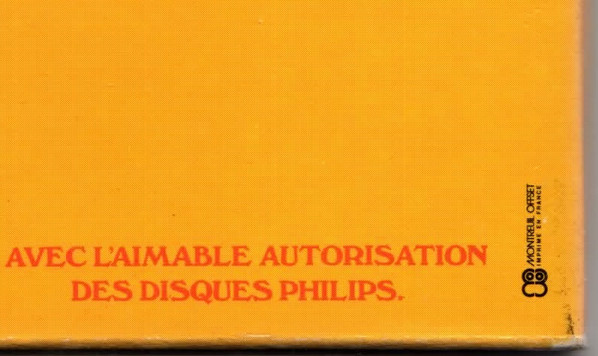 AVEC L'AIMABLE AUTORISATION
DES DISQUES PHILIPS.
MONTREUIL OFFSET
IMPRIMÉ EN FRANCE